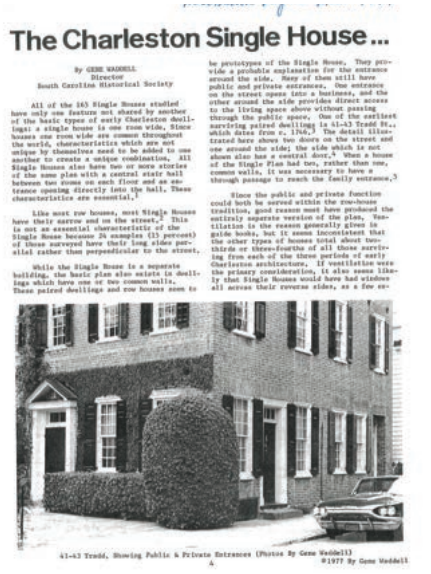 The Charleston Single House...
By GENE WADDELL
Director
South Carolina Historical Society
All of the 165 Single Houses studied
have only one feature not shared by another
of the basic types of early Charleston dwell-
ings: a single house is one room wide. Since
houses one room wide are common throughout
the world, characteristics which are not
unique by themselves need to be added to one
another to create a unique combination. All
Single Houses also have two or more stories
of the same plan with a central stair hall
between two rooms on each floor and an en-
trance opening directly into the hall. These
characteristics are essential.1
Like most row houses, most Single Houses
have their narrow end on the street.2 This
is not an essential characteristic of the
Single House because 24 examples (15 percent)
of those surveyed have their long sides par-
allel rather than perpendicular to the street.
While the Single House is a separate
building, the basic plan also exists in dwell-
ings which have one or two common walls.
These paired dwellings and row houses seem to
be prototypes of the Single House. They pro-
vide a probable explanation for the entrance
around the side. Many of them still have
public and private entrances. One entrance
on the street opens into a business, and the
other around the side provides direct access
to the living space above without passing
through the public space. One of the earliest
surviving paired dwellings is 41-43 Tradd St.,
which dates from c. 1746.3 The detail illus-
trated here shows two doors on the street and
one around the side; the side which is not
shown also has a central door.4 When a house
of the Single Plan had two, rather than one,
common walls, it was necessary to have a
through passage to reach the family entrance.5
Since the public and private function
could both be served within the row-house
tradition, good reason must have produced the
entirely separate version of the plan. Ven-
tilation is the reason generally given in
guide books, but it seems inconsistent that
the other types of houses total about two-
thirds or three-fourths of all those surviv-
ing from each of the three periods of early
Charleston architecture. If ventilation were
the primary consideration, it also seems like-
ly that Single Houses would have had windows
all across their reverse sides, as a few ex-
41-43 Tradd, Showing Public & Private Entrances (Photos By Gene Waddell)
4
©1977 By Gene Waddell